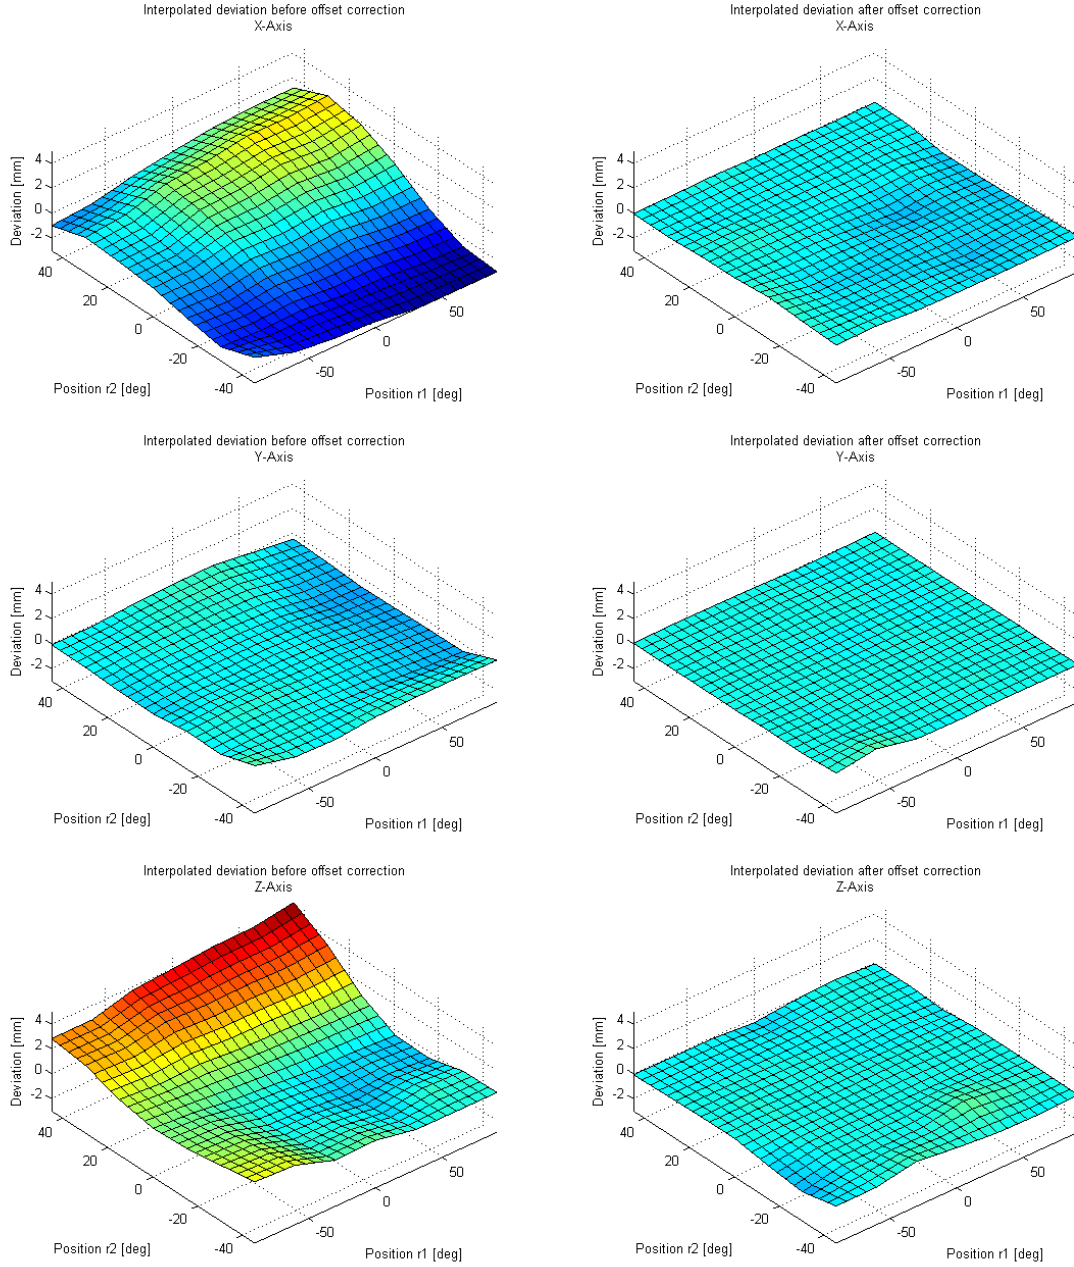 Interpolated deviation before offset correction
X-Axis
Deviation [mm]
4
2
0
-2
40
20
0
-20
-40
Position r2 [deg]
-50
0
50
Position r1 [deg]
Interpolated deviation after offset correction
X-Axis
Deviation [mm]
4
2
0
-2
40
20
0
-20
-40
Position r2 [deg]
-50
0
50
Position r1 [deg]
Interpolated deviation before offset correction
Y-Axis
Deviation [mm]
4
2
0
-2
40
20
0
-20
-40
Position r2 [deg]
-50
0
50
Position r1 [deg]
Interpolated deviation after offset correction
Y-Axis
Deviation [mm]
4
2
0
-2
40
20
0
-20
-40
Position r2 [deg]
-50
0
50
Position r1 [deg]
Interpolated deviation before offset correction
Z-Axis
Deviation [mm]
4
2
0
-2
40
20
0
-20
-40
Position r2 [deg]
-50
0
50
Position r1 [deg]
Interpolated deviation after offset correction
Z-Axis
Deviation [mm]
4
2
0
-2
40
20
0
-20
-40
Position r2 [deg]
-50
0
50
Position r1 [deg]